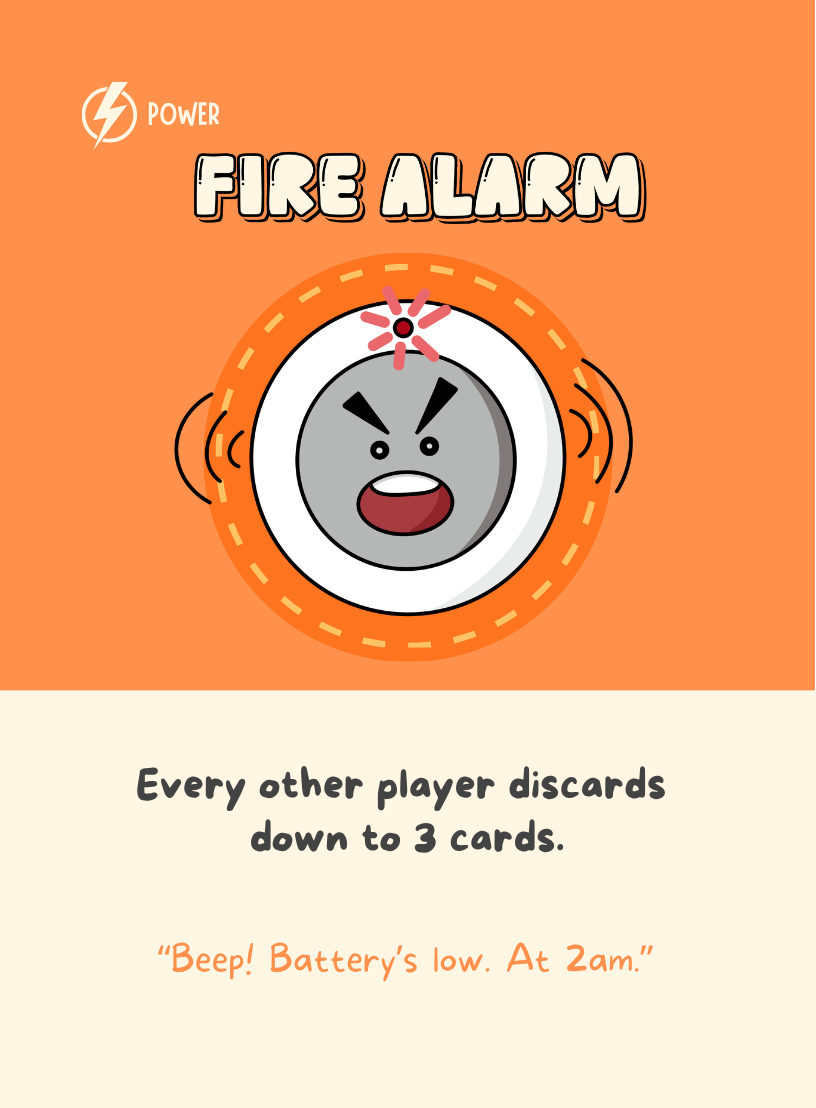 POWER
FIRE ALARM
Every other player discards
down to 3 cards.
“Beep! Battery’s low. At 2am.”